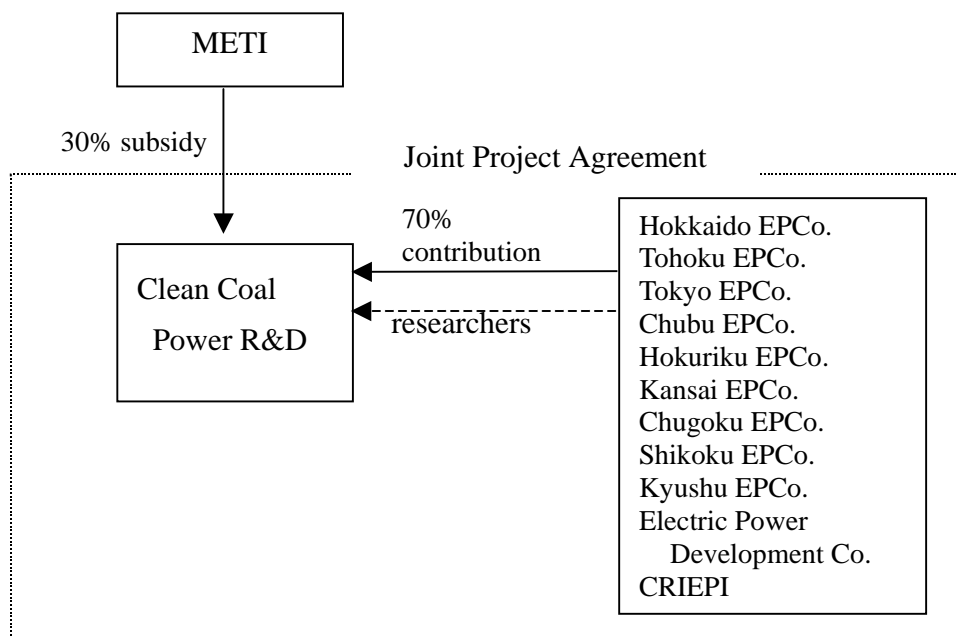 METI
30% subsidy
Joint Project Agreement
Clean Coal
Power R&D
70%
contribution
researchers
Hokkaido EPCo.
Tohoku EPCo.
Tokyo EPCo.
Chubu EPCo.
Hokuriku EPCo.
Kansai EPCo.
Chugoku EPCo.
Shikoku EPCo.
Kyushu EPCo.
Electric Power
Development Co.
CRIEPI